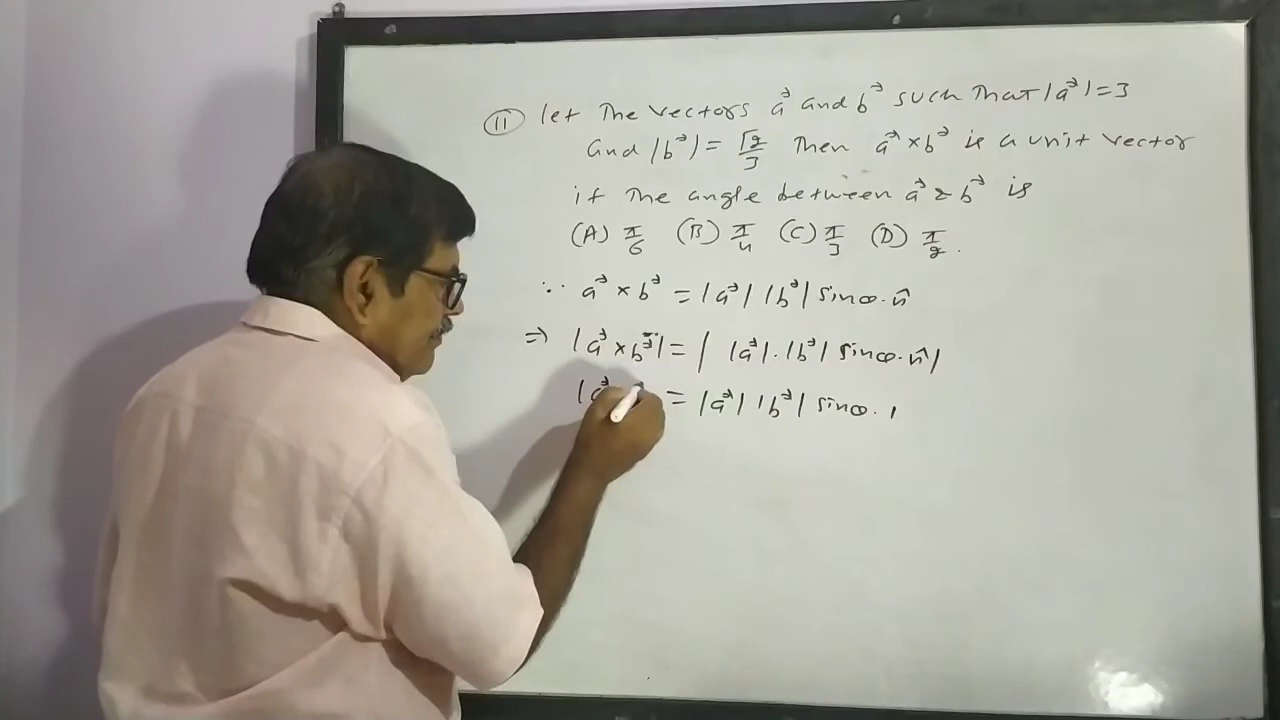 (11) let The vectors a⃗ and b⃗ such That |a⃗| = 3
and |b⃗| = √2/3 Then a⃗ × b⃗ is a unit vector
if The angle between a⃗ & b⃗ is
(A) π/6 (B) π/4 (C) π/3 (D) π/2.
∵ a⃗ × b⃗ = |a⃗| |b⃗| sinθ. n̂
⇒ |a⃗ × b⃗| = | |a⃗|.|b⃗| sinθ. n̂|
|a⃗ = |a⃗| |b⃗| sinθ. 1